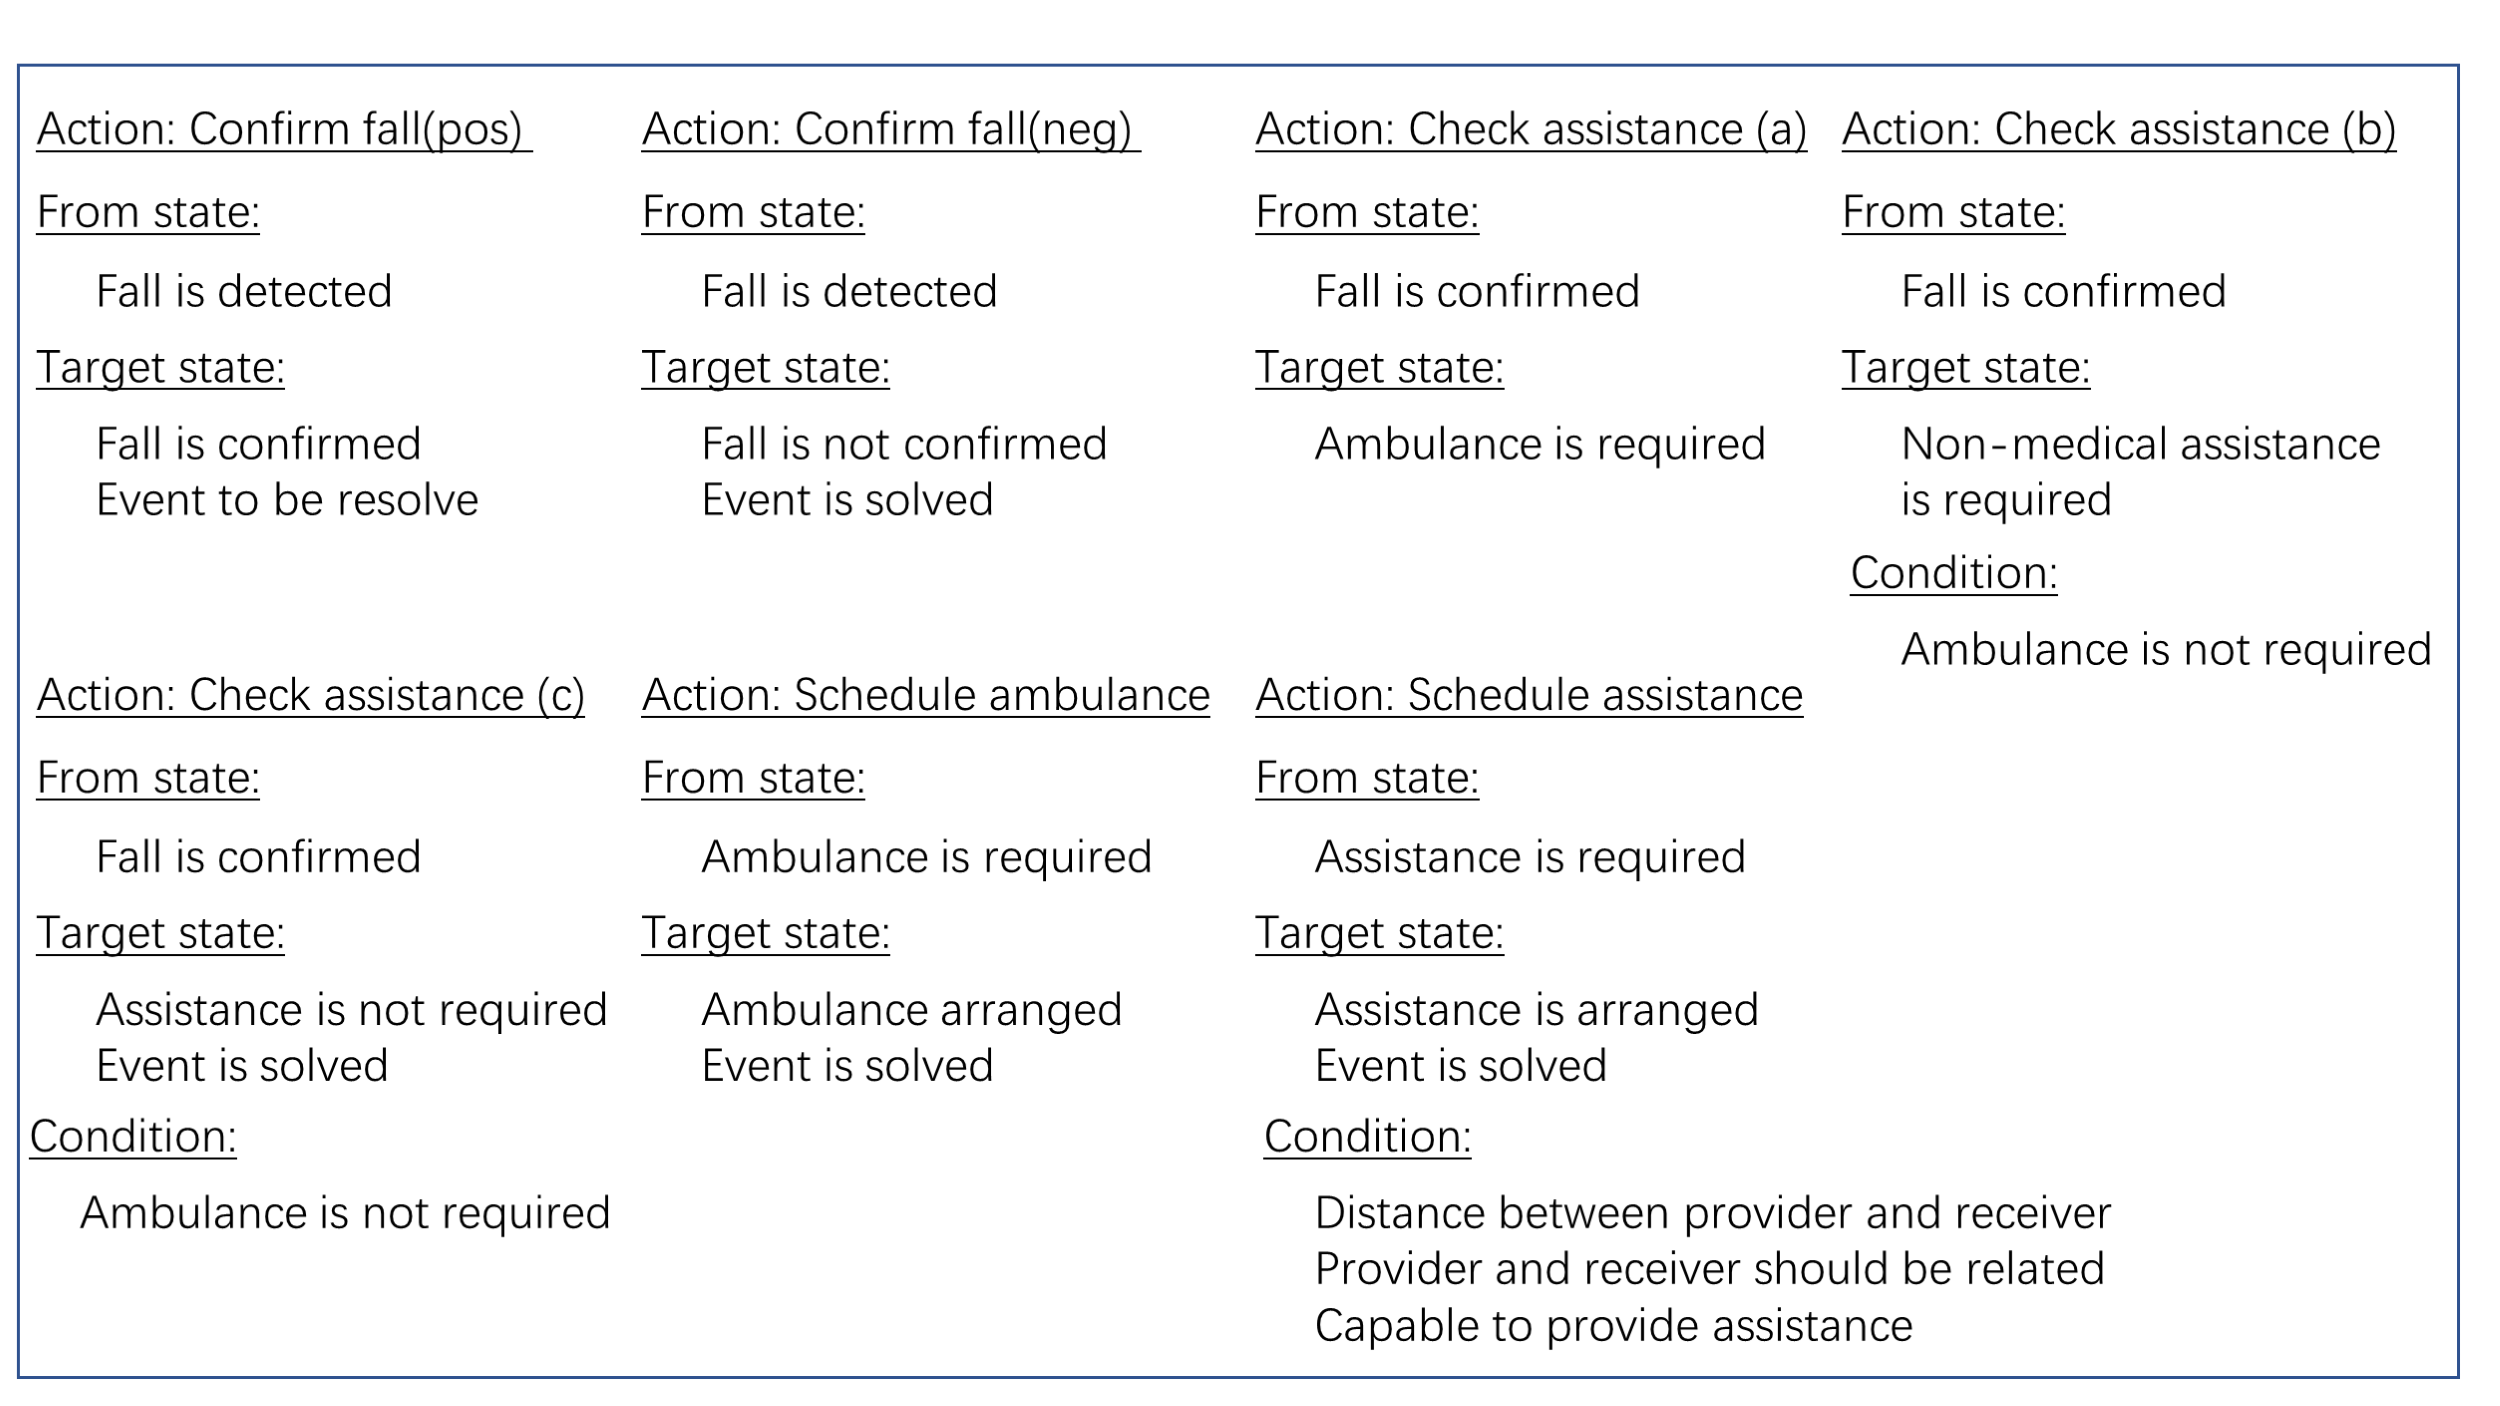 Action: Confirm fall(pos)
From state:
Fall is detected
Target state:
Fall is confirmed
Event to be resolve
Action: Confirm fall(neg)
From state:
Fall is detected
Target state:
Fall is not confirmed
Event is solved
Action: Check assistance (a)
From state:
Fall is confirmed
Target state:
Ambulance is required
Action: Check assistance (b)
From state:
Fall is confirmed
Target state:
Non-medical assistance
is required
Condition:
Ambulance is not required
Action: Check assistance (c)
From state:
Fall is confirmed
Target state:
Assistance is not required
Event is solved
Condition:
Ambulance is not required
Action: Schedule ambulance
From state:
Ambulance is required
Target state:
Ambulance arranged
Event is solved
Action: Schedule assistance
From state:
Assistance is required
Target state:
Assistance is arranged
Event is solved
Condition:
Distance between provider and receiver
Provider and receiver should be related
Capable to provide assistance